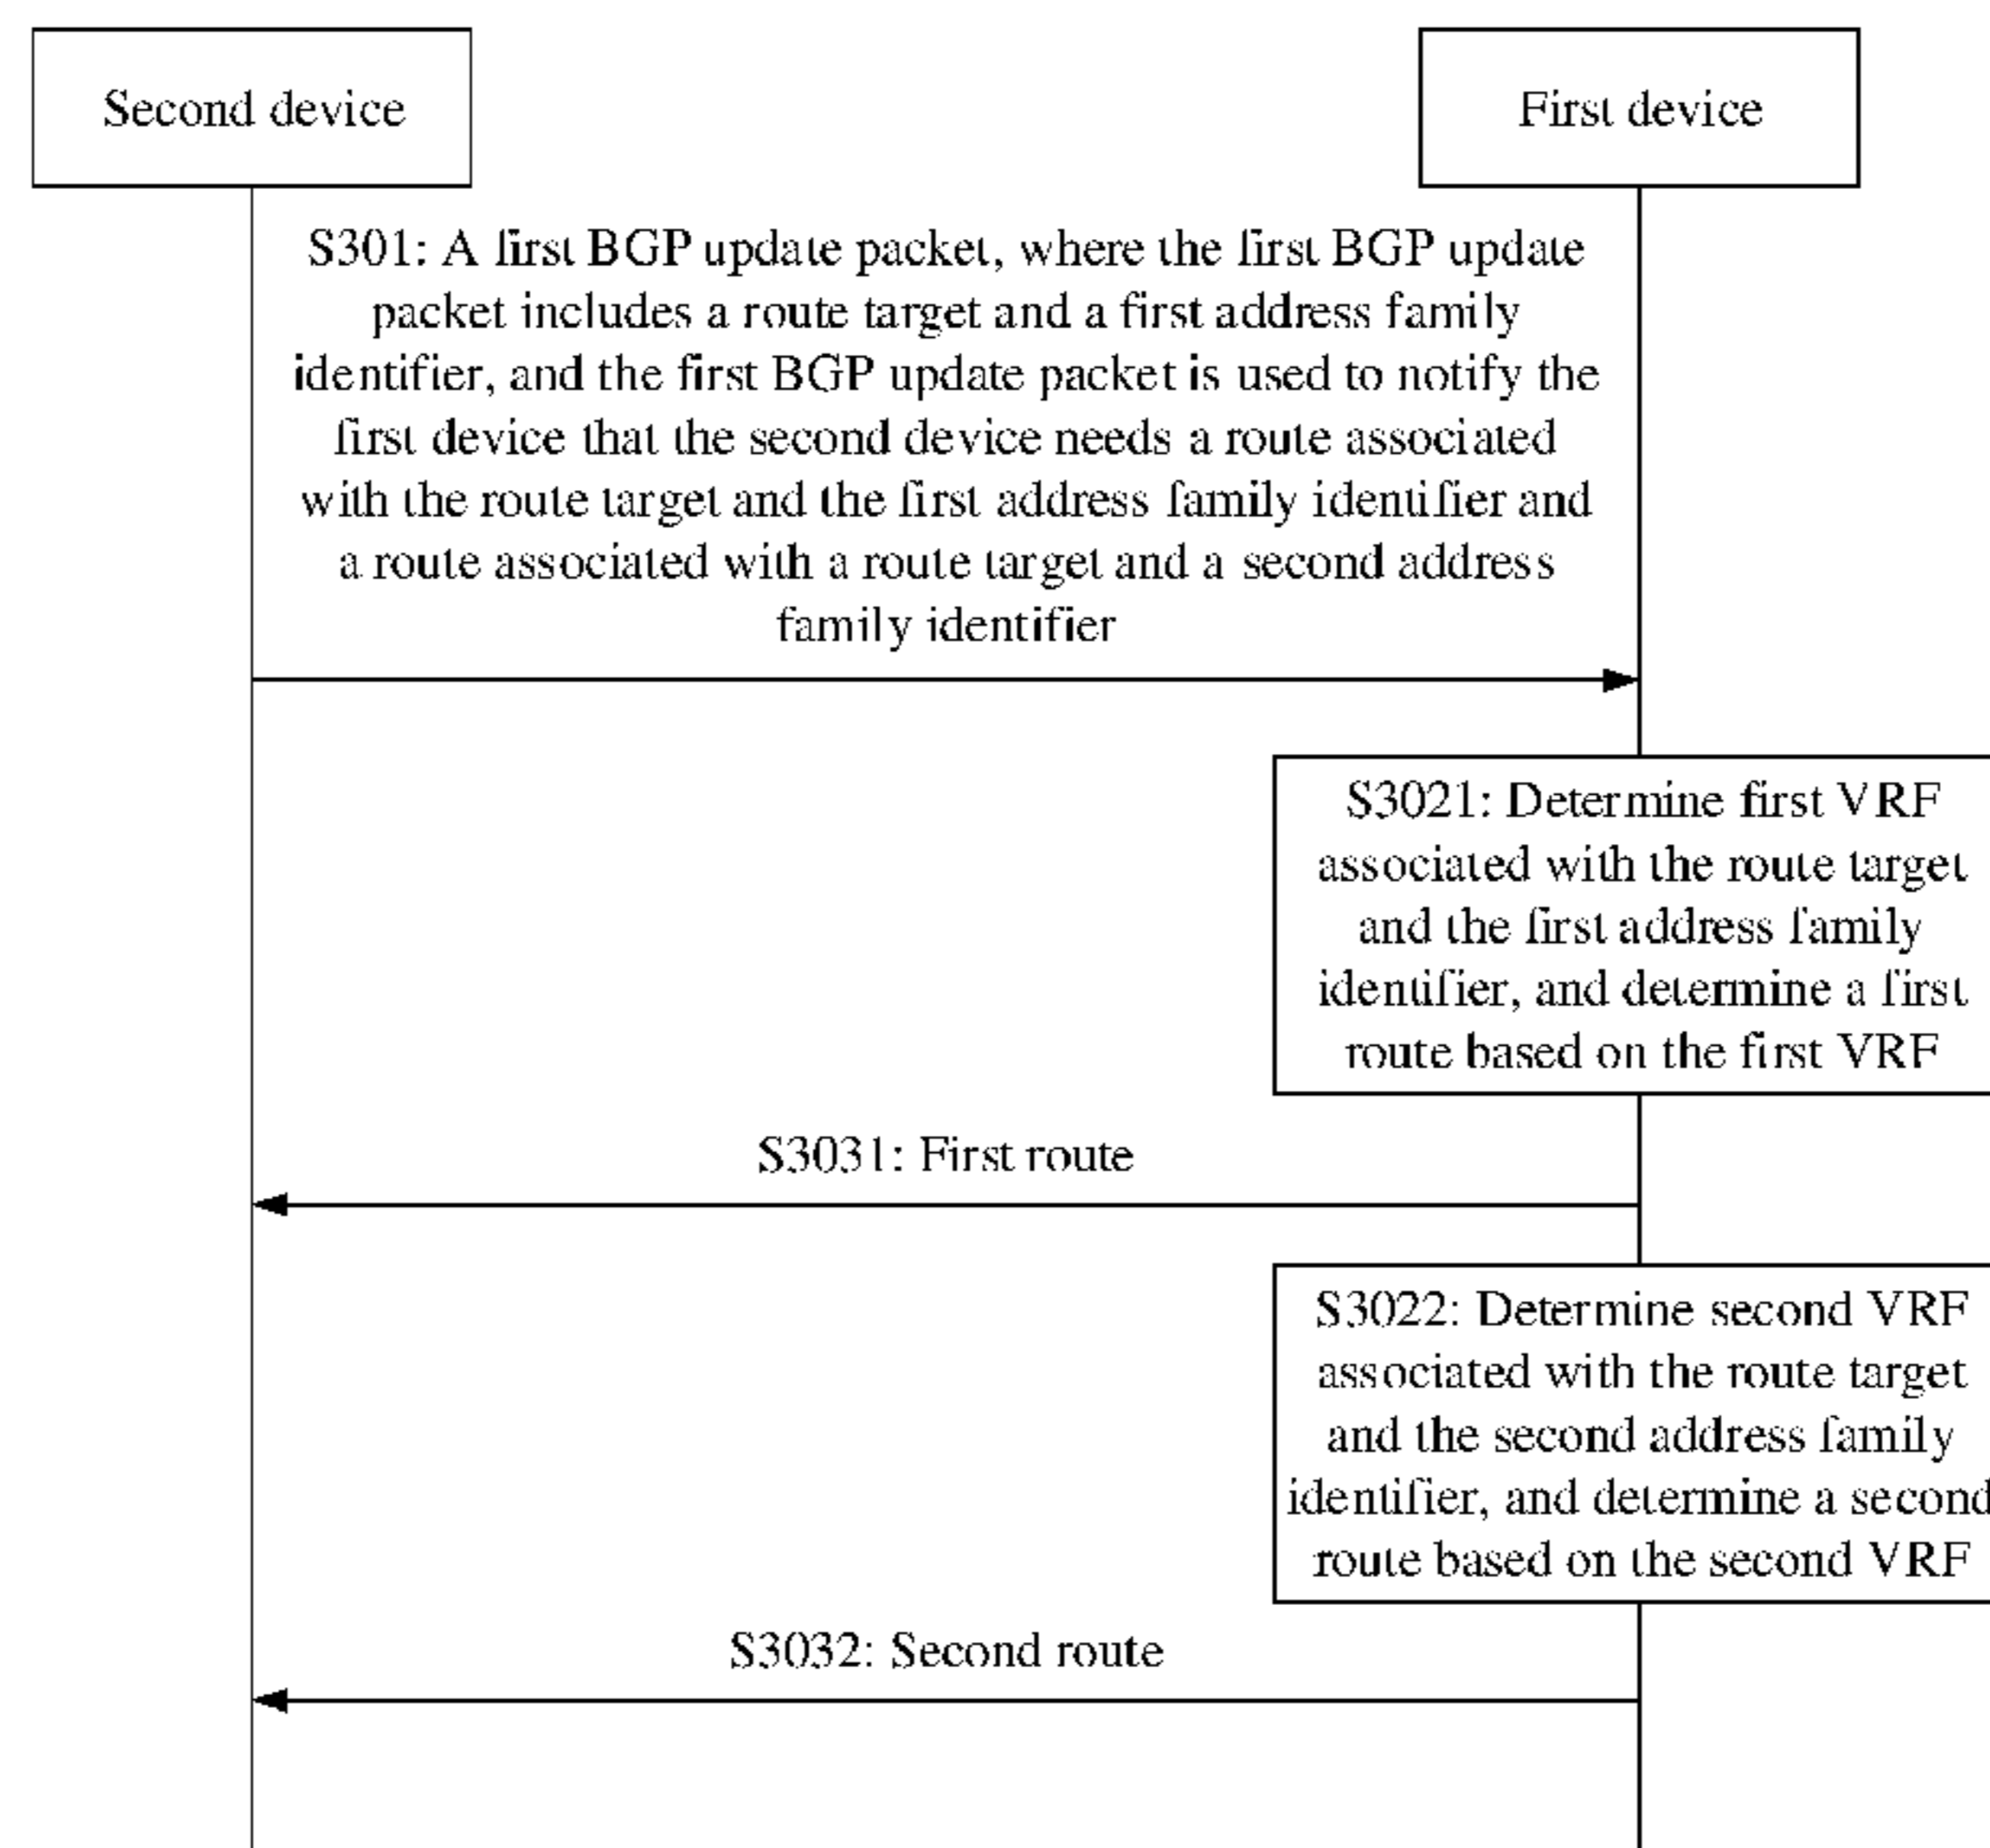 Second device
First device
S301: A first BGP update packet, where the first BGP update
packet includes a route target and a first address family
identifier, and the first BGP update packet is used to notify the
first device that the second device needs a route associated
with the route target and the first address family identifier and
a route associated with a route target and a second address
family identifier
S3021: Determine first VRF
associated with the route target
and the first address family
identifier, and determine a first
route based on the first VRF
S3031: First route
S3022: Determine second VRF
associated with the route target
and the second address family
identifier, and determine a second
route based on the second VRF
S3032: Second route